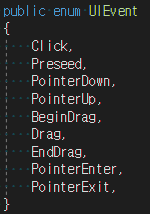 public enum UIEvent
{
Click,
Preseed,
PointerDown,
PointerUp,
BeginDrag,
Drag,
EndDrag,
PointerEnter,
PointerExit,
}